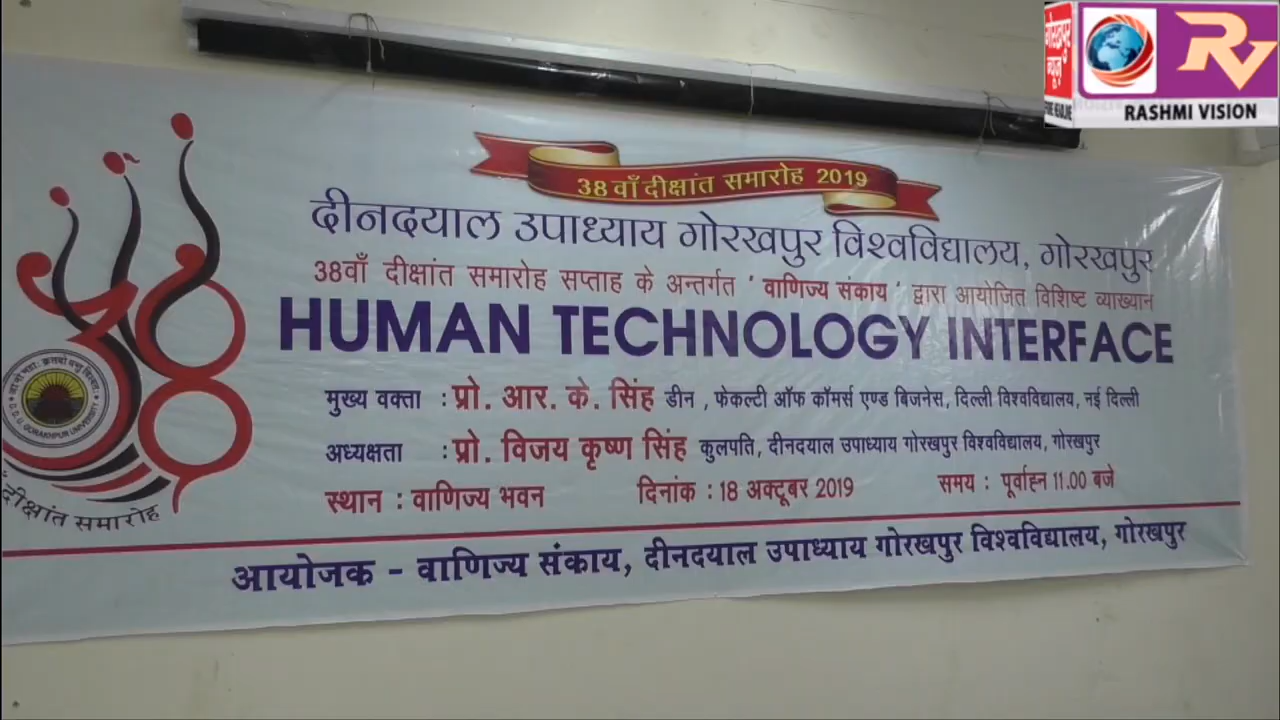 गोरखपुर न्यूज़
RV
RASHMI VISION
38 वाँ दीक्षांत समारोह 2019
दीनदयाल उपाध्याय गोरखपुर विश्वविद्यालय, गोरखपुर
38वाँ दीक्षांत समारोह सप्ताह के अन्तर्गत ' वाणिज्य संकाय ' द्वारा आयोजित विशिष्ट व्याख्यान
HUMAN TECHNOLOGY INTERFACE
मुख्य वक्ता : प्रो. आर. के. सिंह डीन , फेकल्टी ऑफ कॉमर्स एण्ड बिजनेस, दिल्ली विश्वविद्यालय, नई दिल्ली
अध्यक्षता : प्रो. विजय कृष्ण सिंह कुलपति, दीनदयाल उपाध्याय गोरखपुर विश्वविद्यालय, गोरखपुर
स्थान : वाणिज्य भवन दिनांक : 18 अक्टूबर 2019 समय : पूर्वाह्न 11.00 बजे
आयोजक - वाणिज्य संकाय, दीनदयाल उपाध्याय गोरखपुर विश्वविद्यालय, गोरखपुर
D.D.U. GORAKHPUR UNIVERSITY
दीक्षांत समारोह